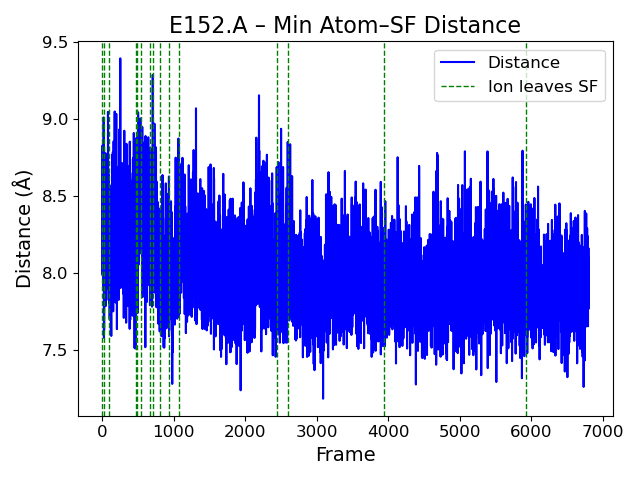 E152.A – Min Atom–SF Distance
Distance (Å)
9.5
9.0
8.5
8.0
7.5
Distance
Ion leaves SF
0
1000
2000
3000
4000
5000
6000
7000
Frame